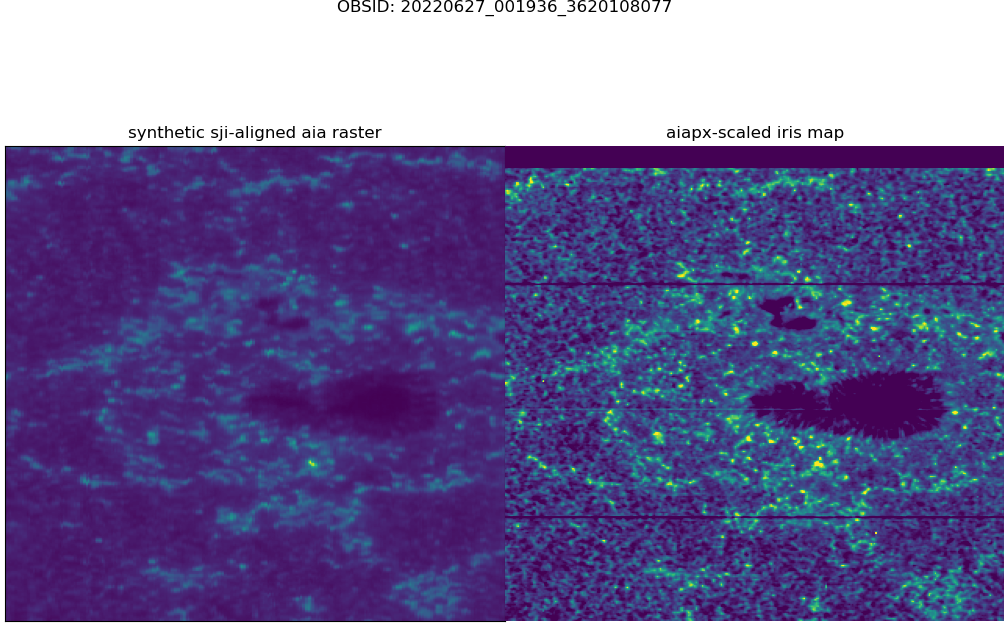 OBSID: 20220627_001936_3620108077
synthetic sji-aligned aia raster
aiapx-scaled iris map